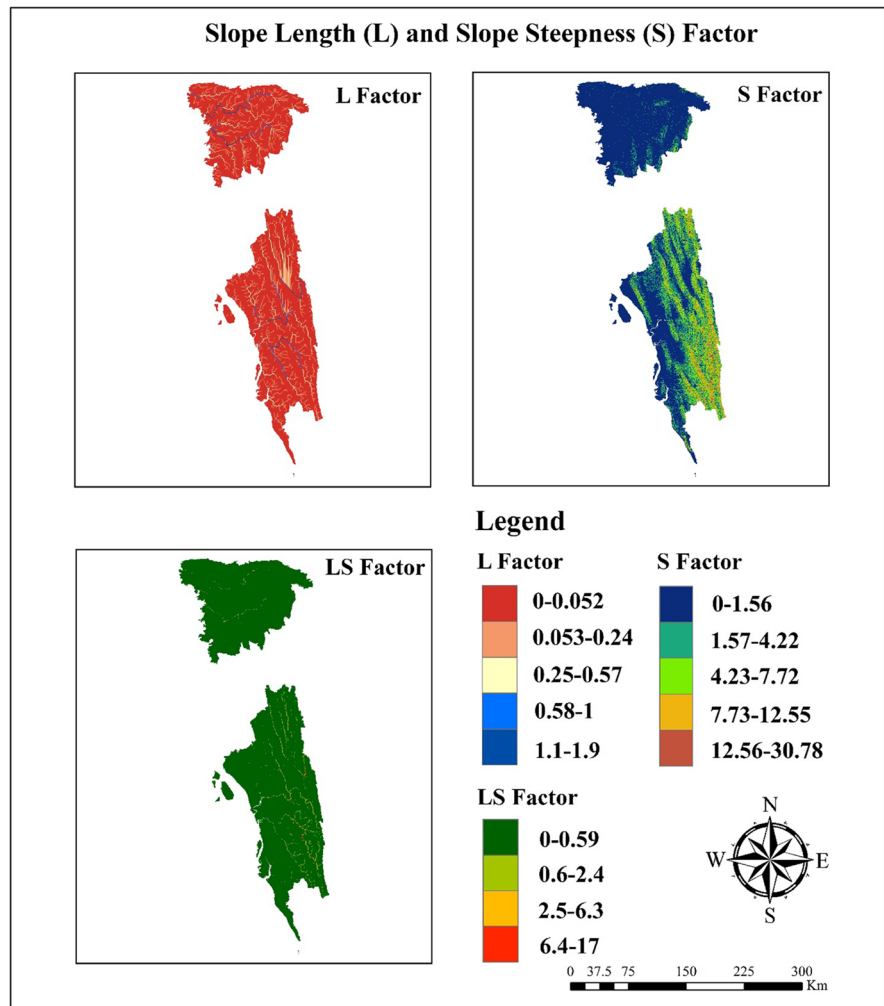 Slope Length (L) and Slope Steepness (S) Factor
L Factor
S Factor
LS Factor
Legend
L Factor
0-0.052
0.053-0.24
0.25-0.57
0.58-1
1.1-1.9
S Factor
0-1.56
1.57-4.22
4.23-7.72
7.73-12.55
12.56-30.78
LS Factor
0-0.59
0.6-2.4
2.5-6.3
6.4-17
N
W E
S
0 37.5 75 150 225 300
Km